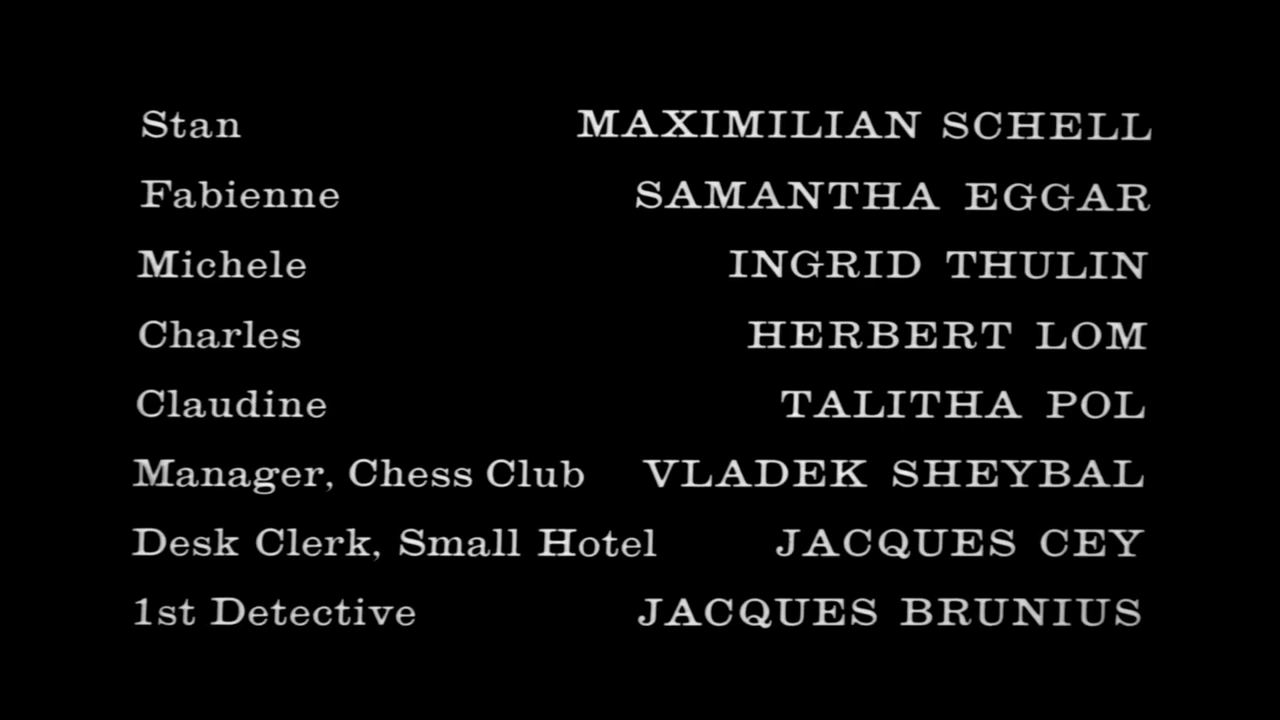 Stan MAXIMILIAN SCHELL
Fabienne SAMANTHA EGGAR
Michele INGRID THULIN
Charles HERBERT LOM
Claudine TALITHA POL
Manager, Chess Club VLADEK SHEYBAL
Desk Clerk, Small Hotel JACQUES CEY
1st Detective JACQUES BRUNIUS